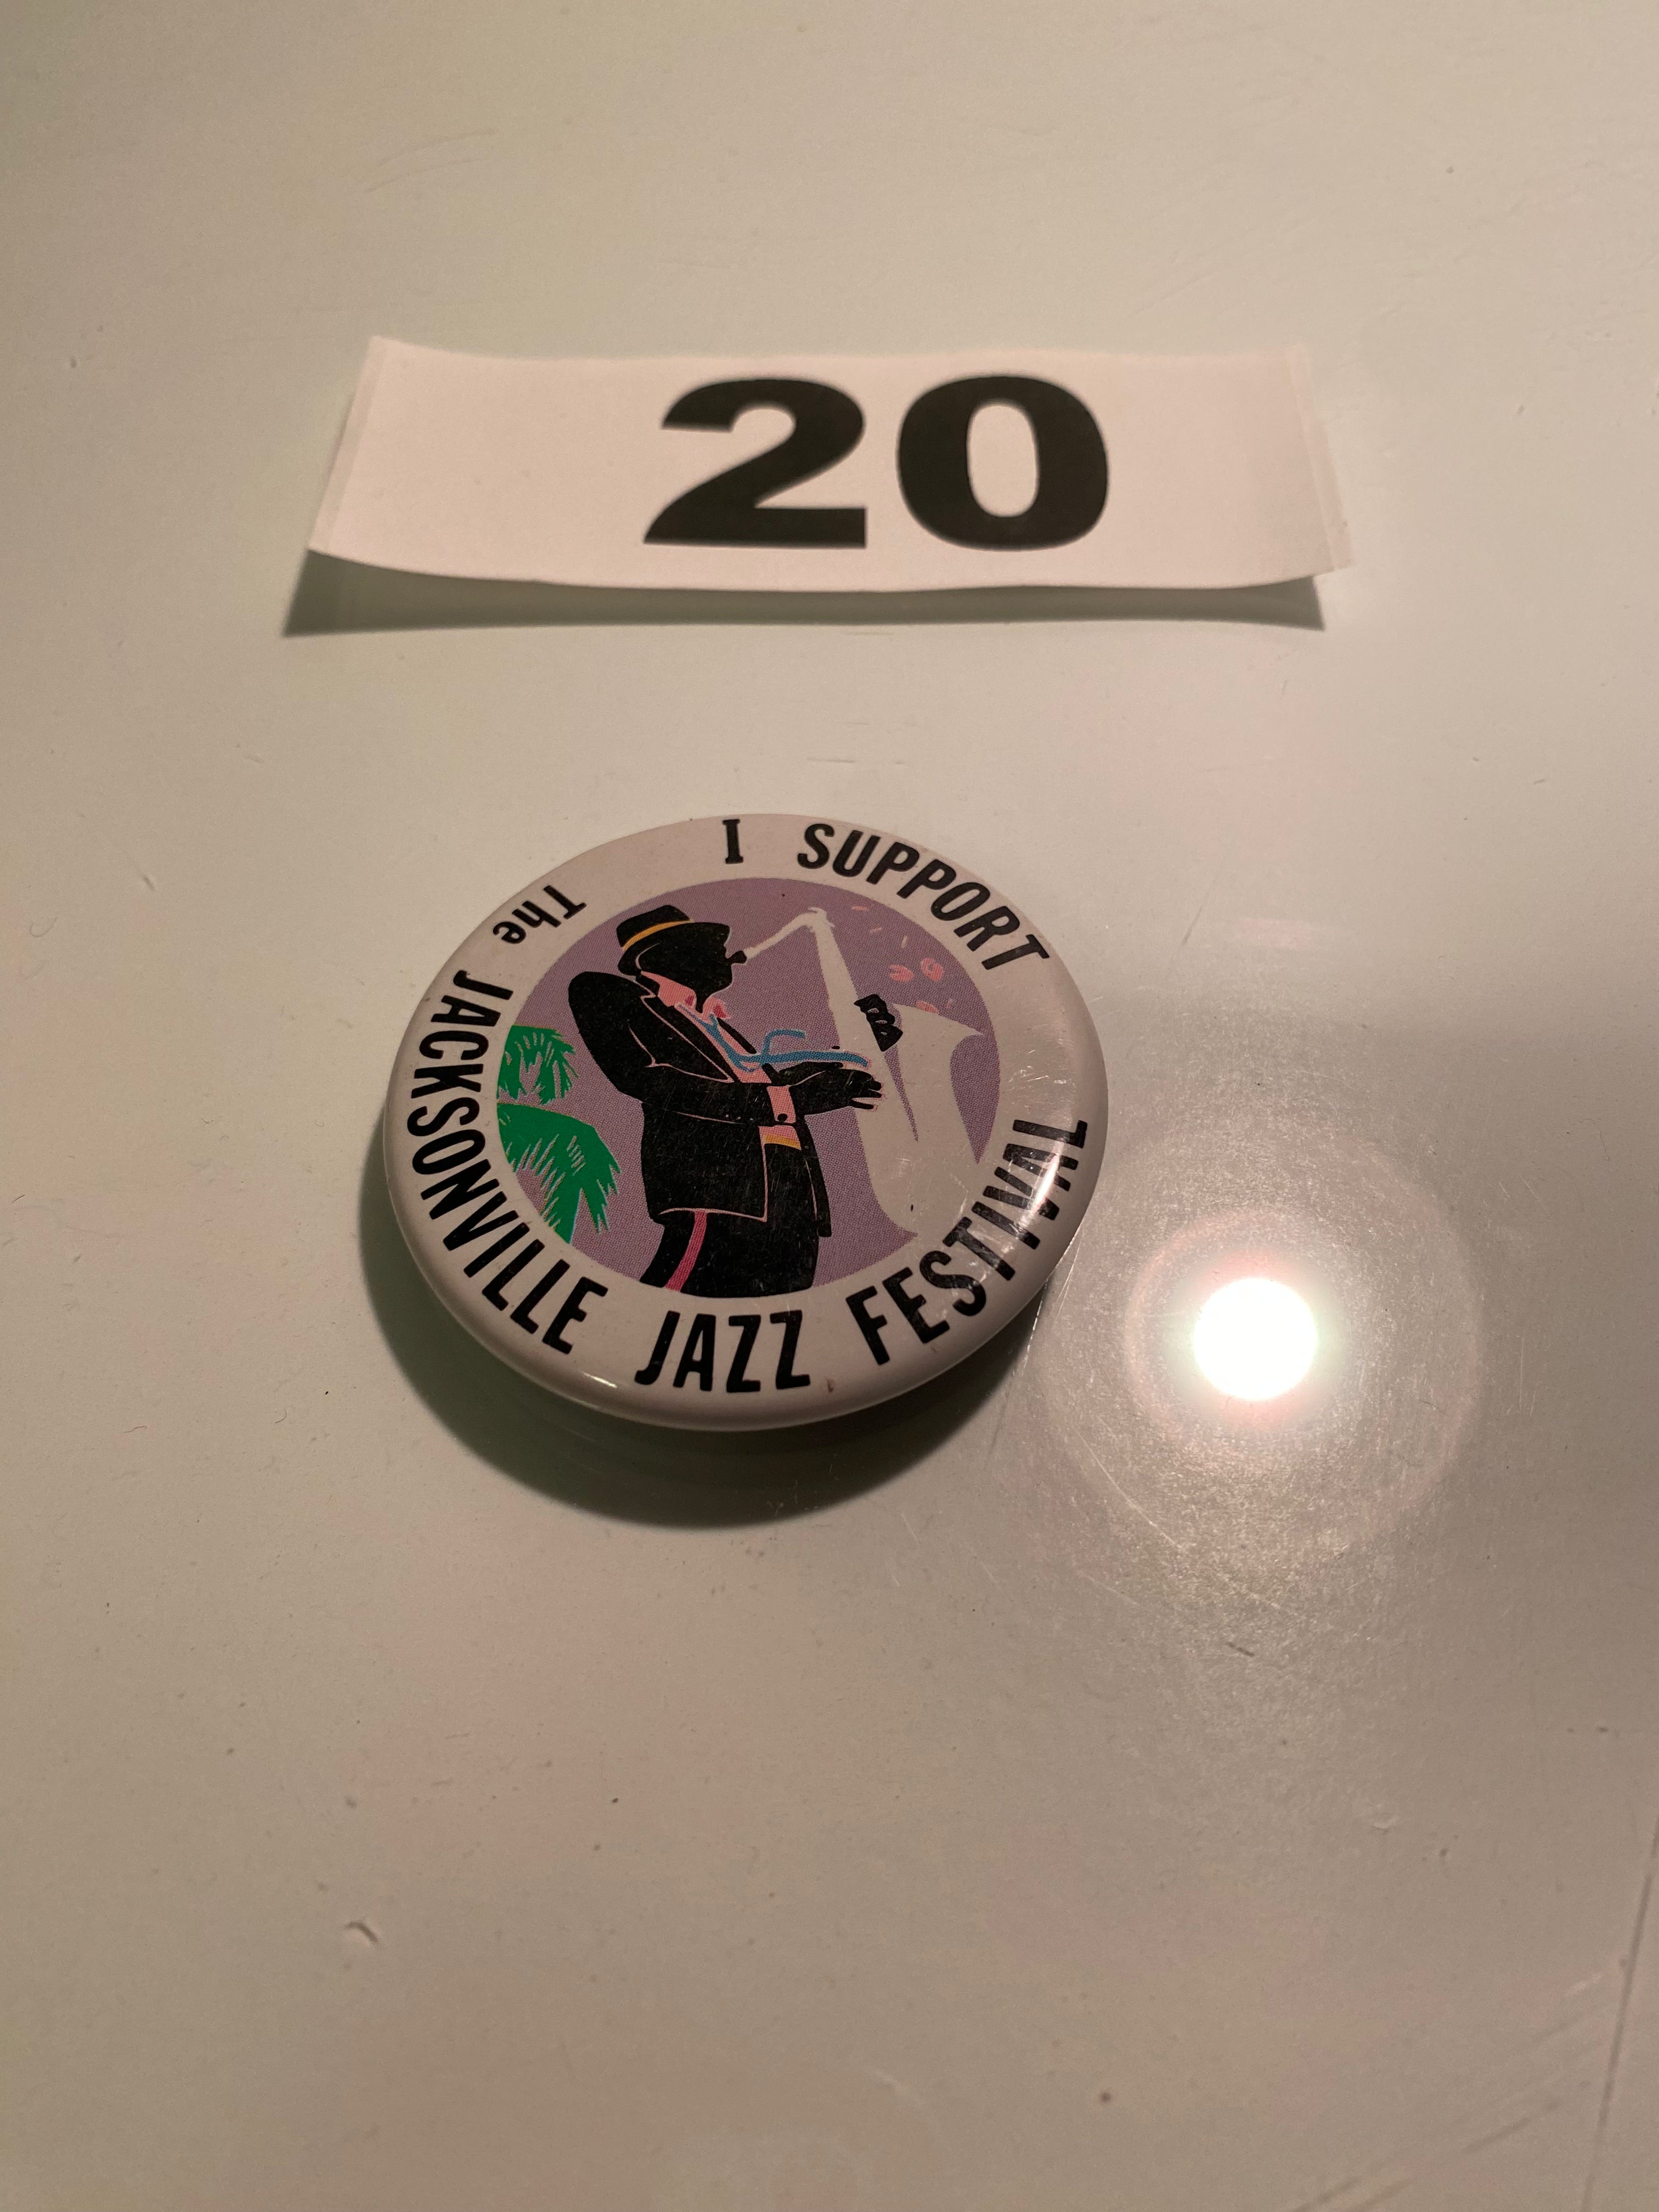 20
I SUPPORT
The JACKSONVILLE JAZZ FESTIVAL